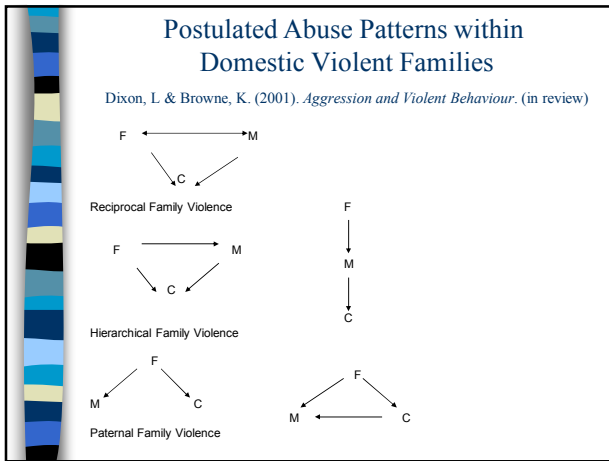 Postulated Abuse Patterns within
Domestic Violent Families
Dixon, L & Browne, K. (2001). Aggression and Violent Behaviour. (in review)
F M
C
Reciprocal Family Violence
F
F M
M
C
C
Hierarchical Family Violence
F
M C
Paternal Family Violence
F
M C